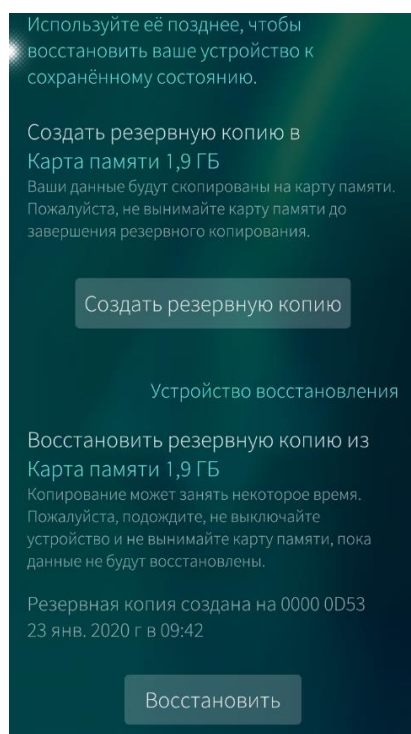 Используйте её позднее, чтобы
восстановить ваше устройство к
сохранённому состоянию.
Создать резервную копию в
Карта памяти 1,9 ГБ
Ваши данные будут скопированы на карту памяти.
Пожалуйста, не вынимайте карту памяти до
завершения резервного копирования.
Создать резервную копию
Устройство восстановления
Восстановить резервную копию из
Карта памяти 1,9 ГБ
Копирование может занять некоторое время.
Пожалуйста, подождите, не выключайте
устройство и не вынимайте карту памяти, пока
данные не будут восстановлены.
Резервная копия создана на 0000 0D53
23 янв. 2020 г в 09:42
Восстановить